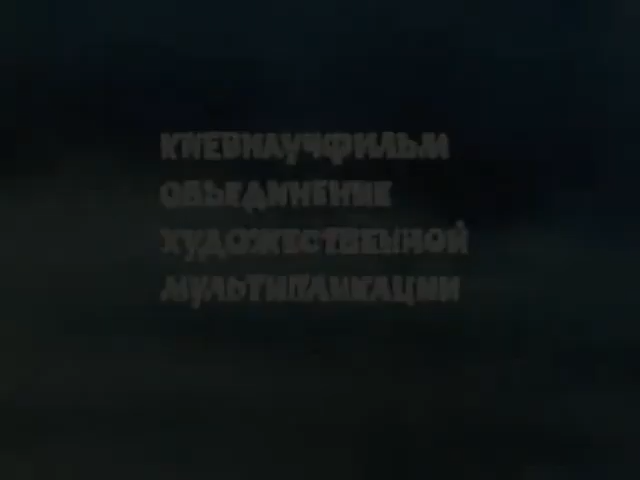 КИЕВНАУЧФИЛЬМ
ОБЪЕДИНЕНИЕ
ХУДОЖЕСТВЕННОЙ
МУЛЬТИПЛИКАЦИИ